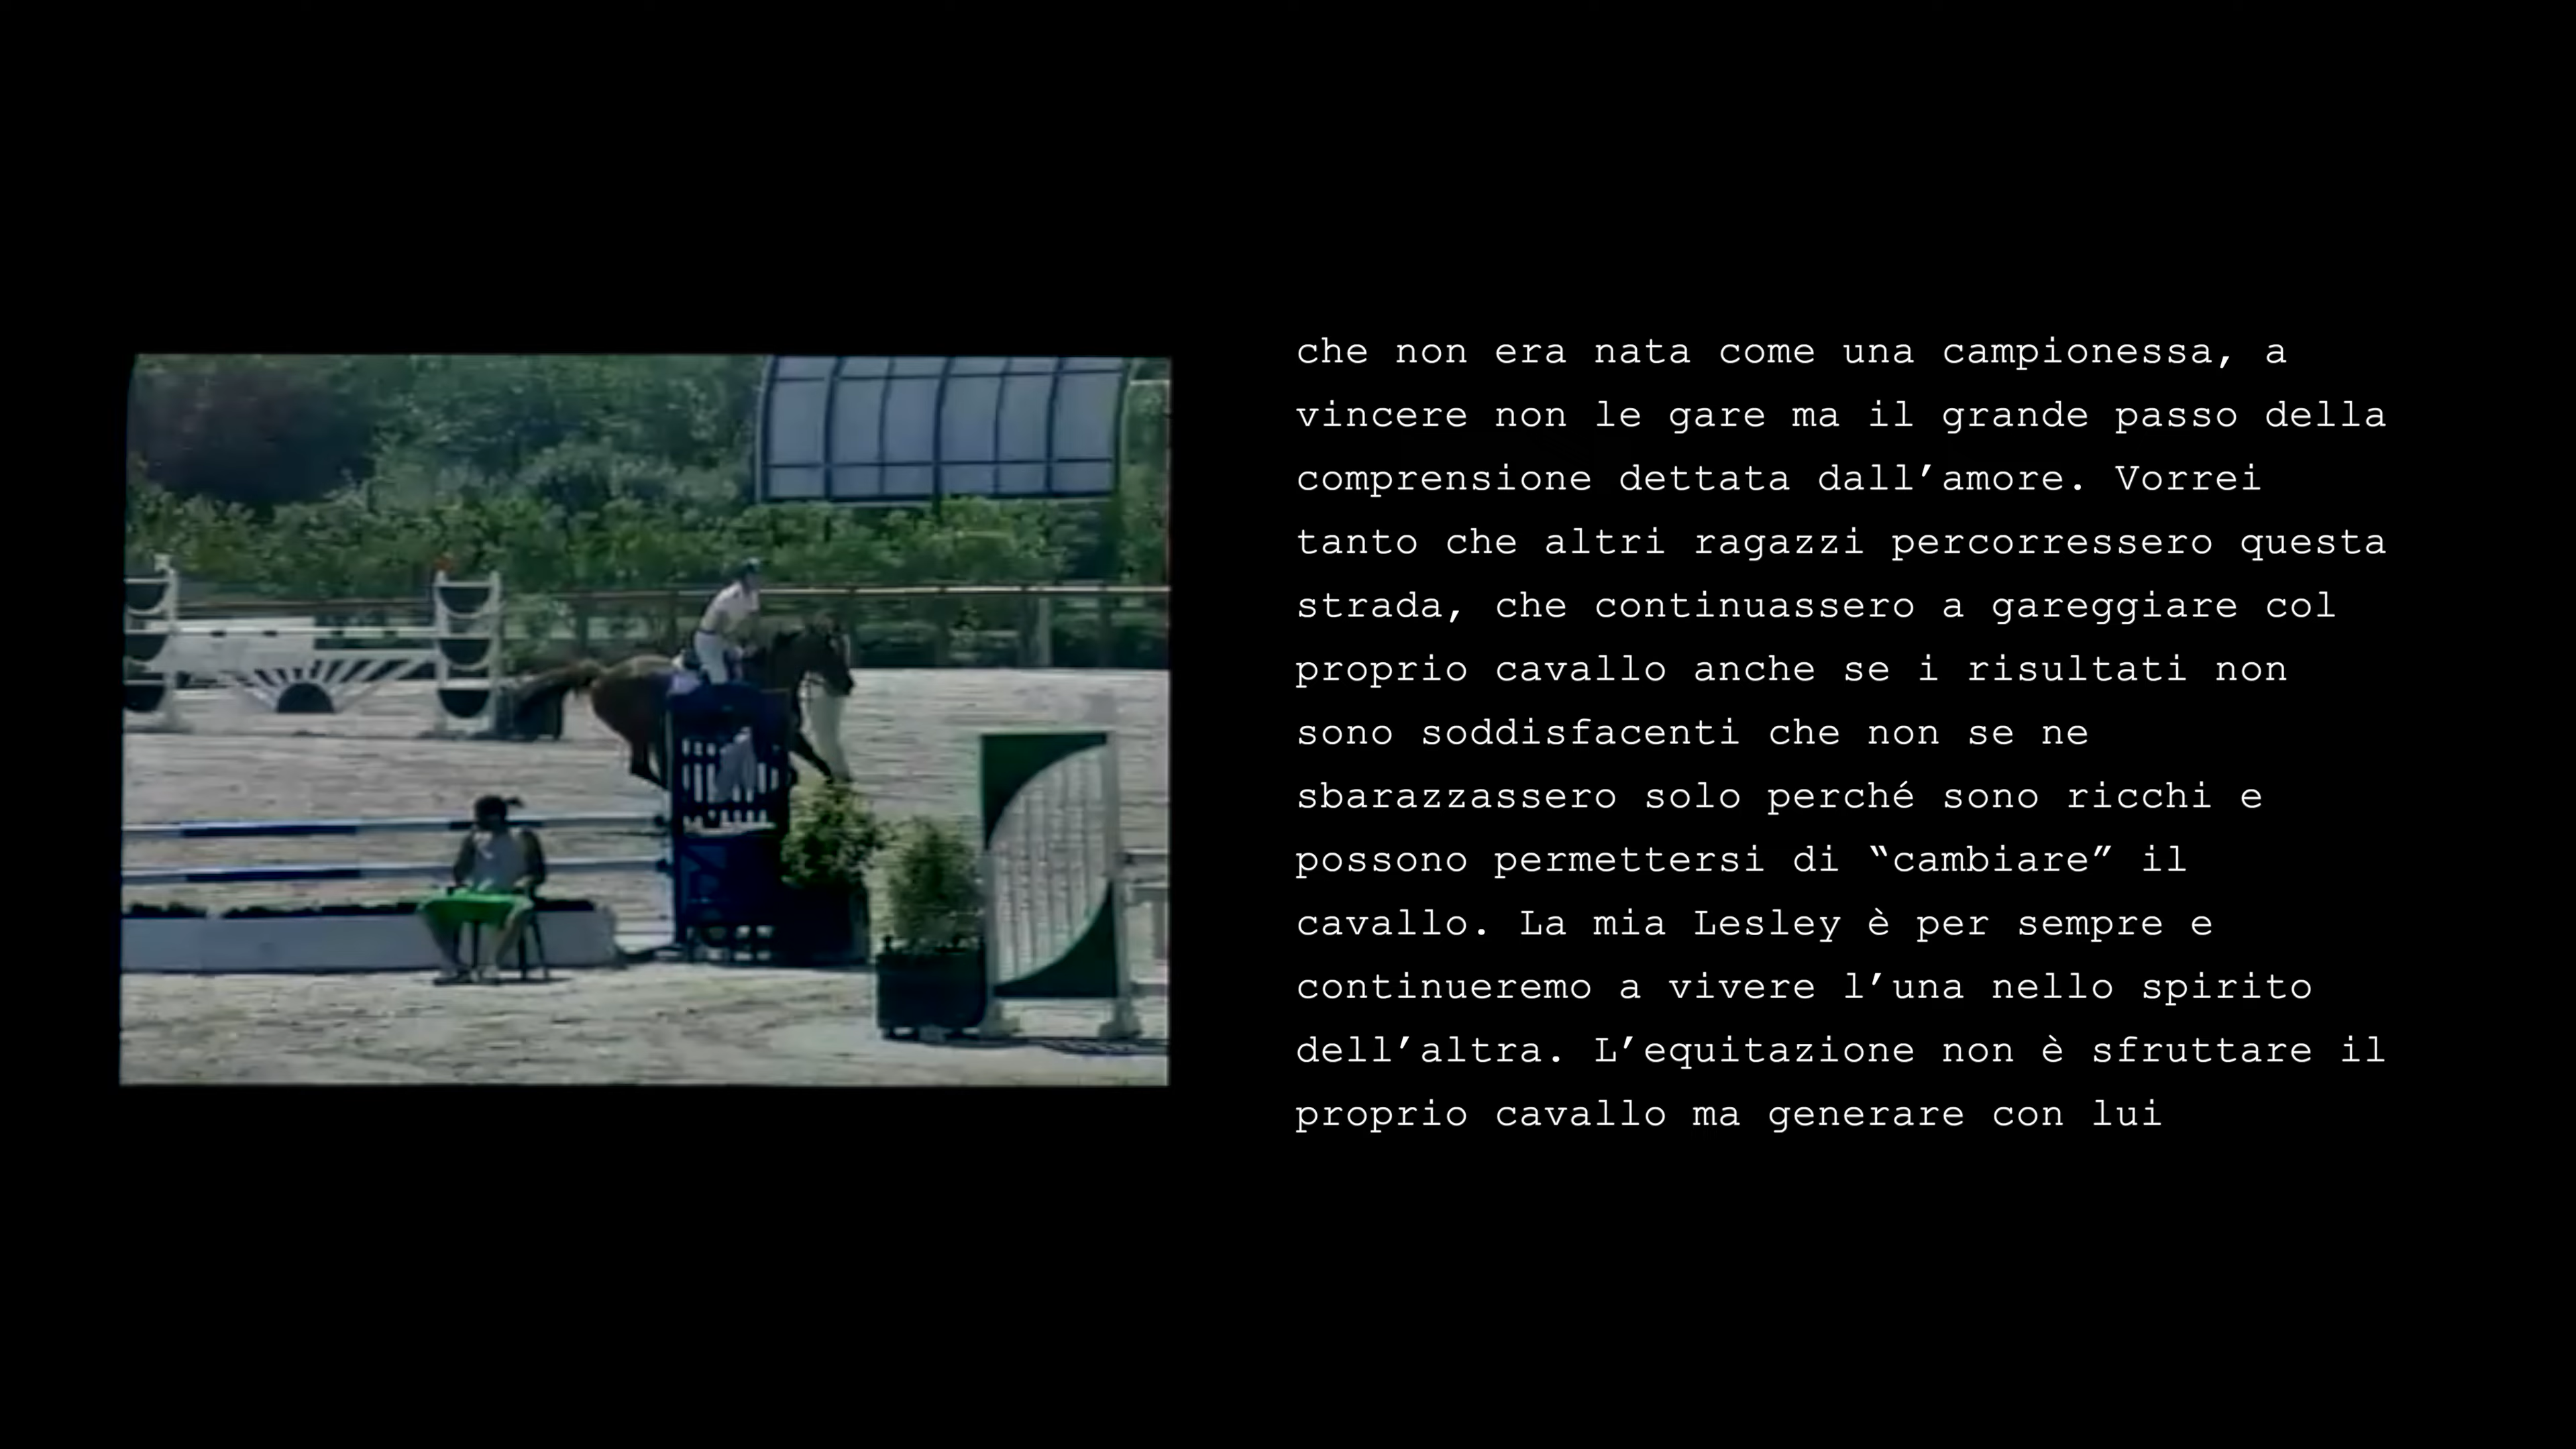 che non era nata come una campionessa, a
vincere non le gare ma il grande passo della
comprensione dettata dall’amore. Vorrei
tanto che altri ragazzi percorressero questa
strada, che continuassero a gareggiare col
proprio cavallo anche se i risultati non
sono soddisfacenti che non se ne
sbarazzassero solo perché sono ricchi e
possono permettersi di “cambiare” il
cavallo. La mia Lesley è per sempre e
continueremo a vivere l’una nello spirito
dell’altra. L’equitazione non è sfruttare il
proprio cavallo ma generare con lui